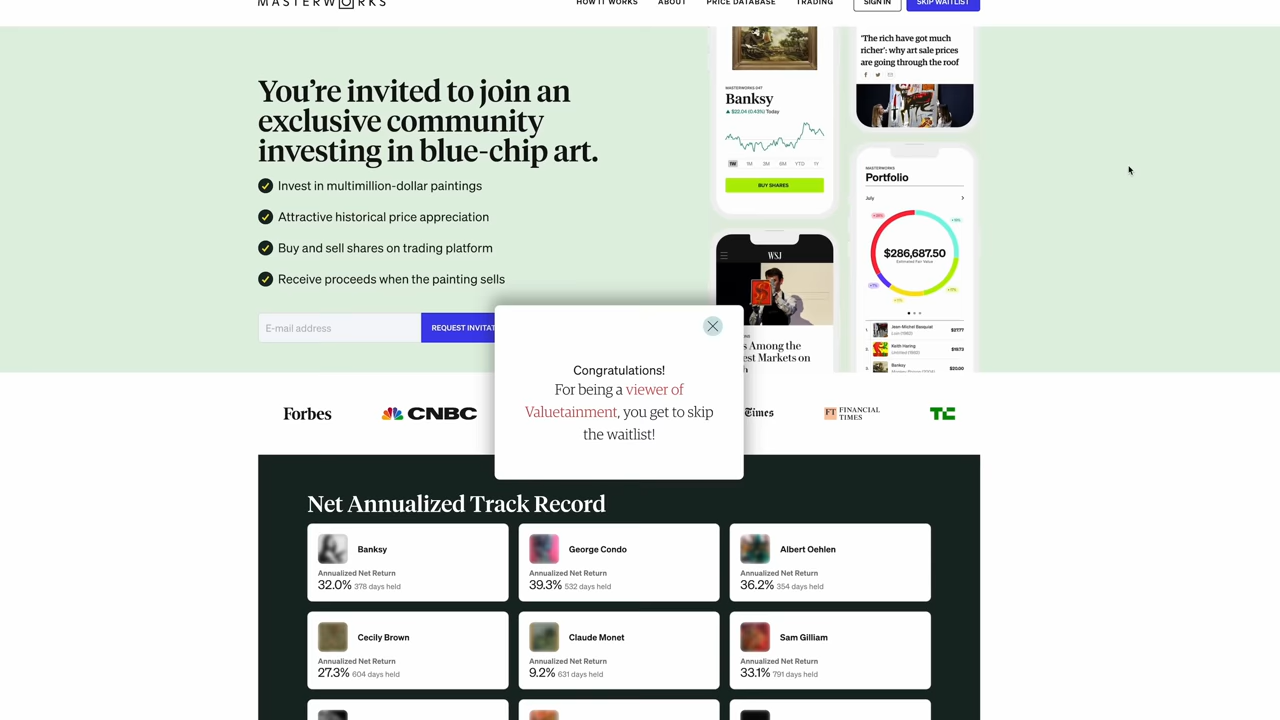 MASTERWORKS
HOW IT WORKS
ABOUT
PRICE DATABASE
TRADING
SIGN IN
SKIP WAITLIST
You’re invited to join an
exclusive community
investing in blue-chip art.
Invest in multimillion-dollar paintings
Attractive historical price appreciation
Buy and sell shares on trading platform
Receive proceeds when the painting sells
E-mail address
REQUEST INVITAT
MASTERWORKS 047
Banksy
Today
1W 1M 3M 6M YTD 1Y
BUY SHARES
‘The rich have got much
richer’: why art sale prices
are going through the roof
MASTERWORKS
Portfolio
July
$286,687.50
Estimated Fair Value
Jean-Michel Basquiat
Keith Haring
Banksy
$20.00
WSJ
s Among the
est Markets on
h
Congratulations!
For being a viewer of
Valuetainment, you get to skip
the waitlist!
Forbes
CNBC
Times
FT FINANCIAL
TIMES
TC
Net Annualized Track Record
Banksy
Annualized Net Return
32.0% 378 days held
George Condo
Annualized Net Return
39.3% 532 days held
Albert Oehlen
Annualized Net Return
36.2% 354 days held
Cecily Brown
Annualized Net Return
27.3% 604 days held
Claude Monet
Annualized Net Return
9.2% 631 days held
Sam Gilliam
Annualized Net Return
33.1% 791 days held